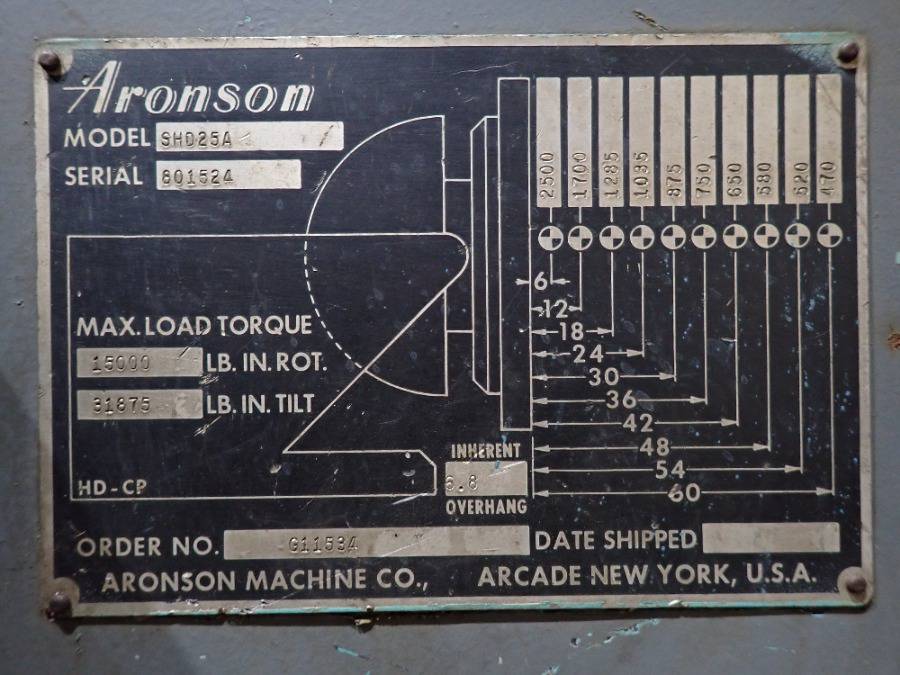 Aronson
MODEL SHD25A
SERIAL 801524
2500 1700 1285 1035 875 750 650 580 520 470
6
12
18
24
30
36
42
48
54
60
MAX. LOAD TORQUE
15000 LB. IN. ROT.
31875 LB. IN. TILT
HD-CP
INHERENT
6.8
OVERHANG
ORDER NO. G11534 DATE SHIPPED
ARONSON MACHINE CO., ARCADE NEW YORK, U.S.A.